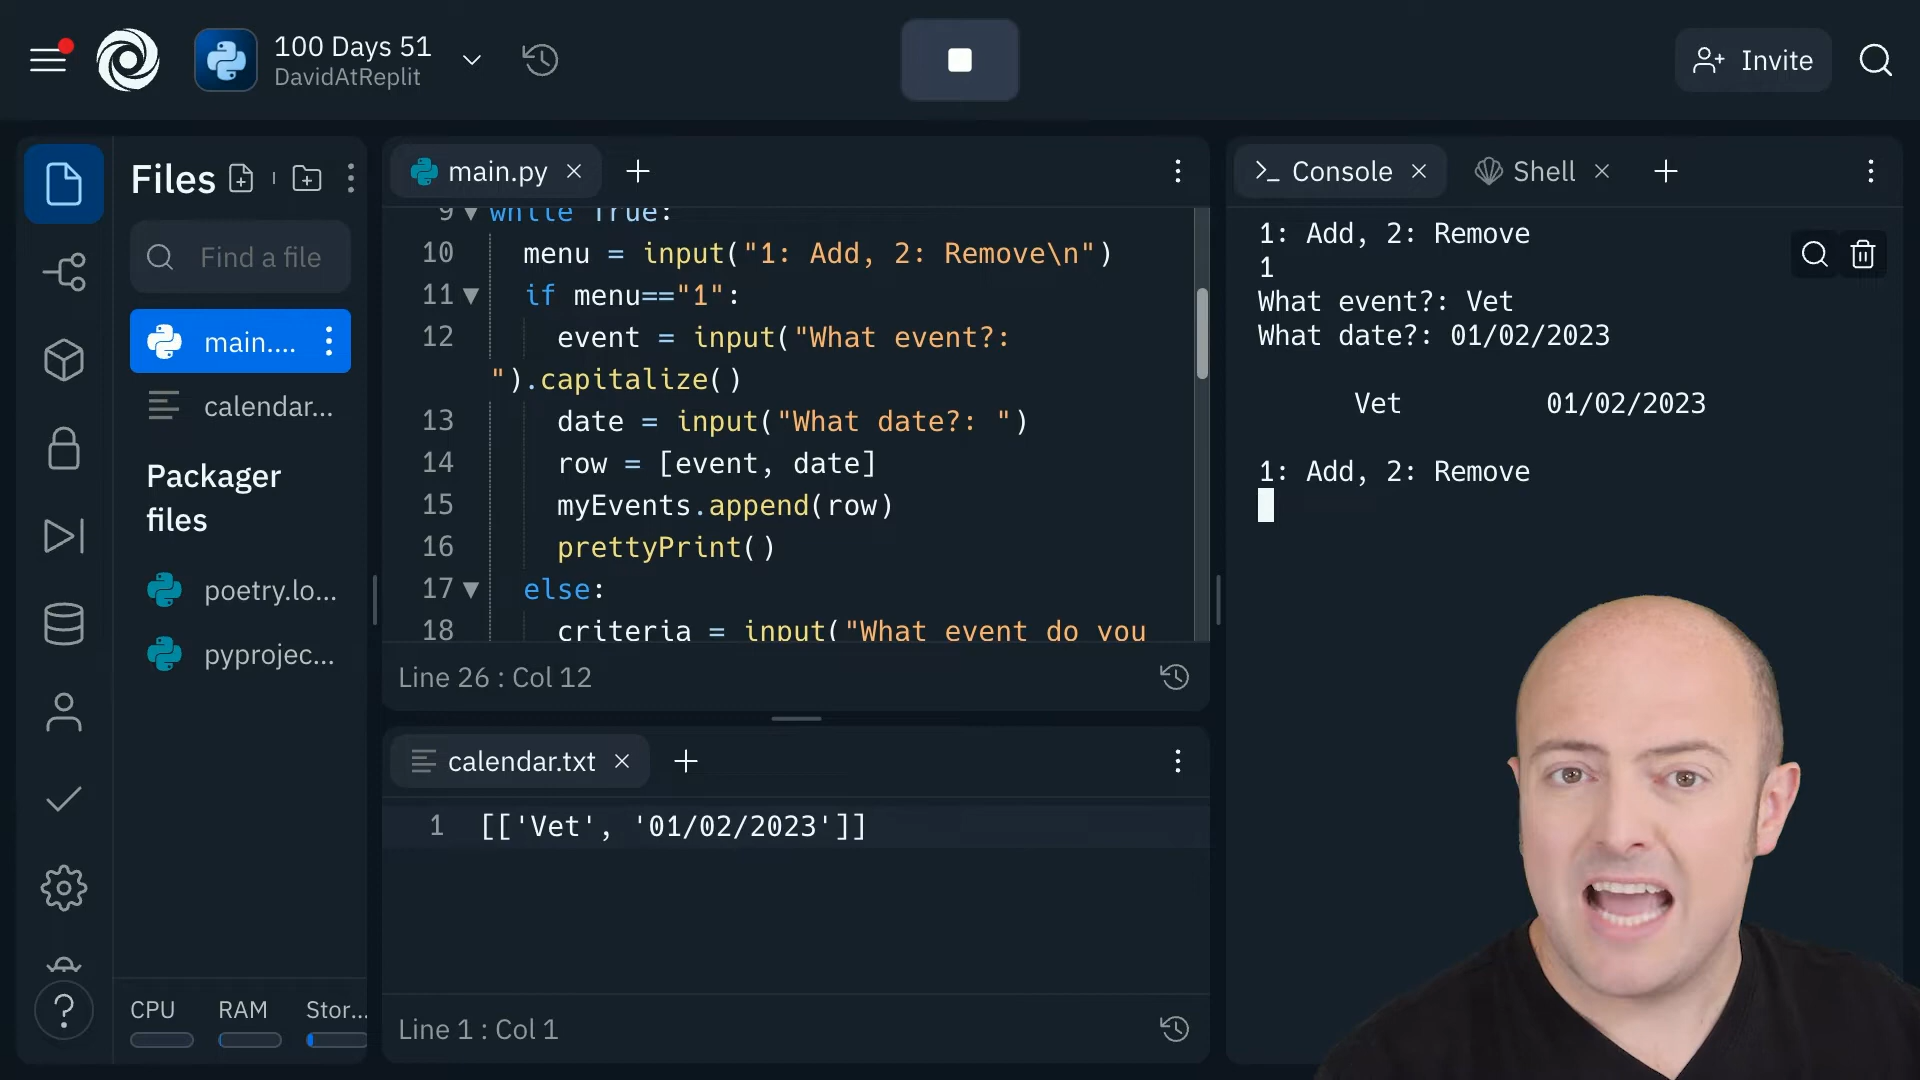 100 Days 51
DavidAtReplit
Invite
Files
Find a file
main....
calendar...
Packager
files
poetry.lo...
pyprojec...
CPU RAM Stor...
main.py
9 while True:
10 menu = input("1: Add, 2: Remove\n")
11 if menu=="1":
12 event = input("What event?:
").capitalize()
13 date = input("What date?: ")
14 row = [event, date]
15 myEvents.append(row)
16 prettyPrint()
17 else:
18 criteria = input("What event do you
Line 26 : Col 12
calendar.txt
1 [['Vet', '01/02/2023']]
Line 1 : Col 1
>_ Console
Shell
1: Add, 2: Remove
1
What event?: Vet
What date?: 01/02/2023
Vet 01/02/2023
1: Add, 2: Remove